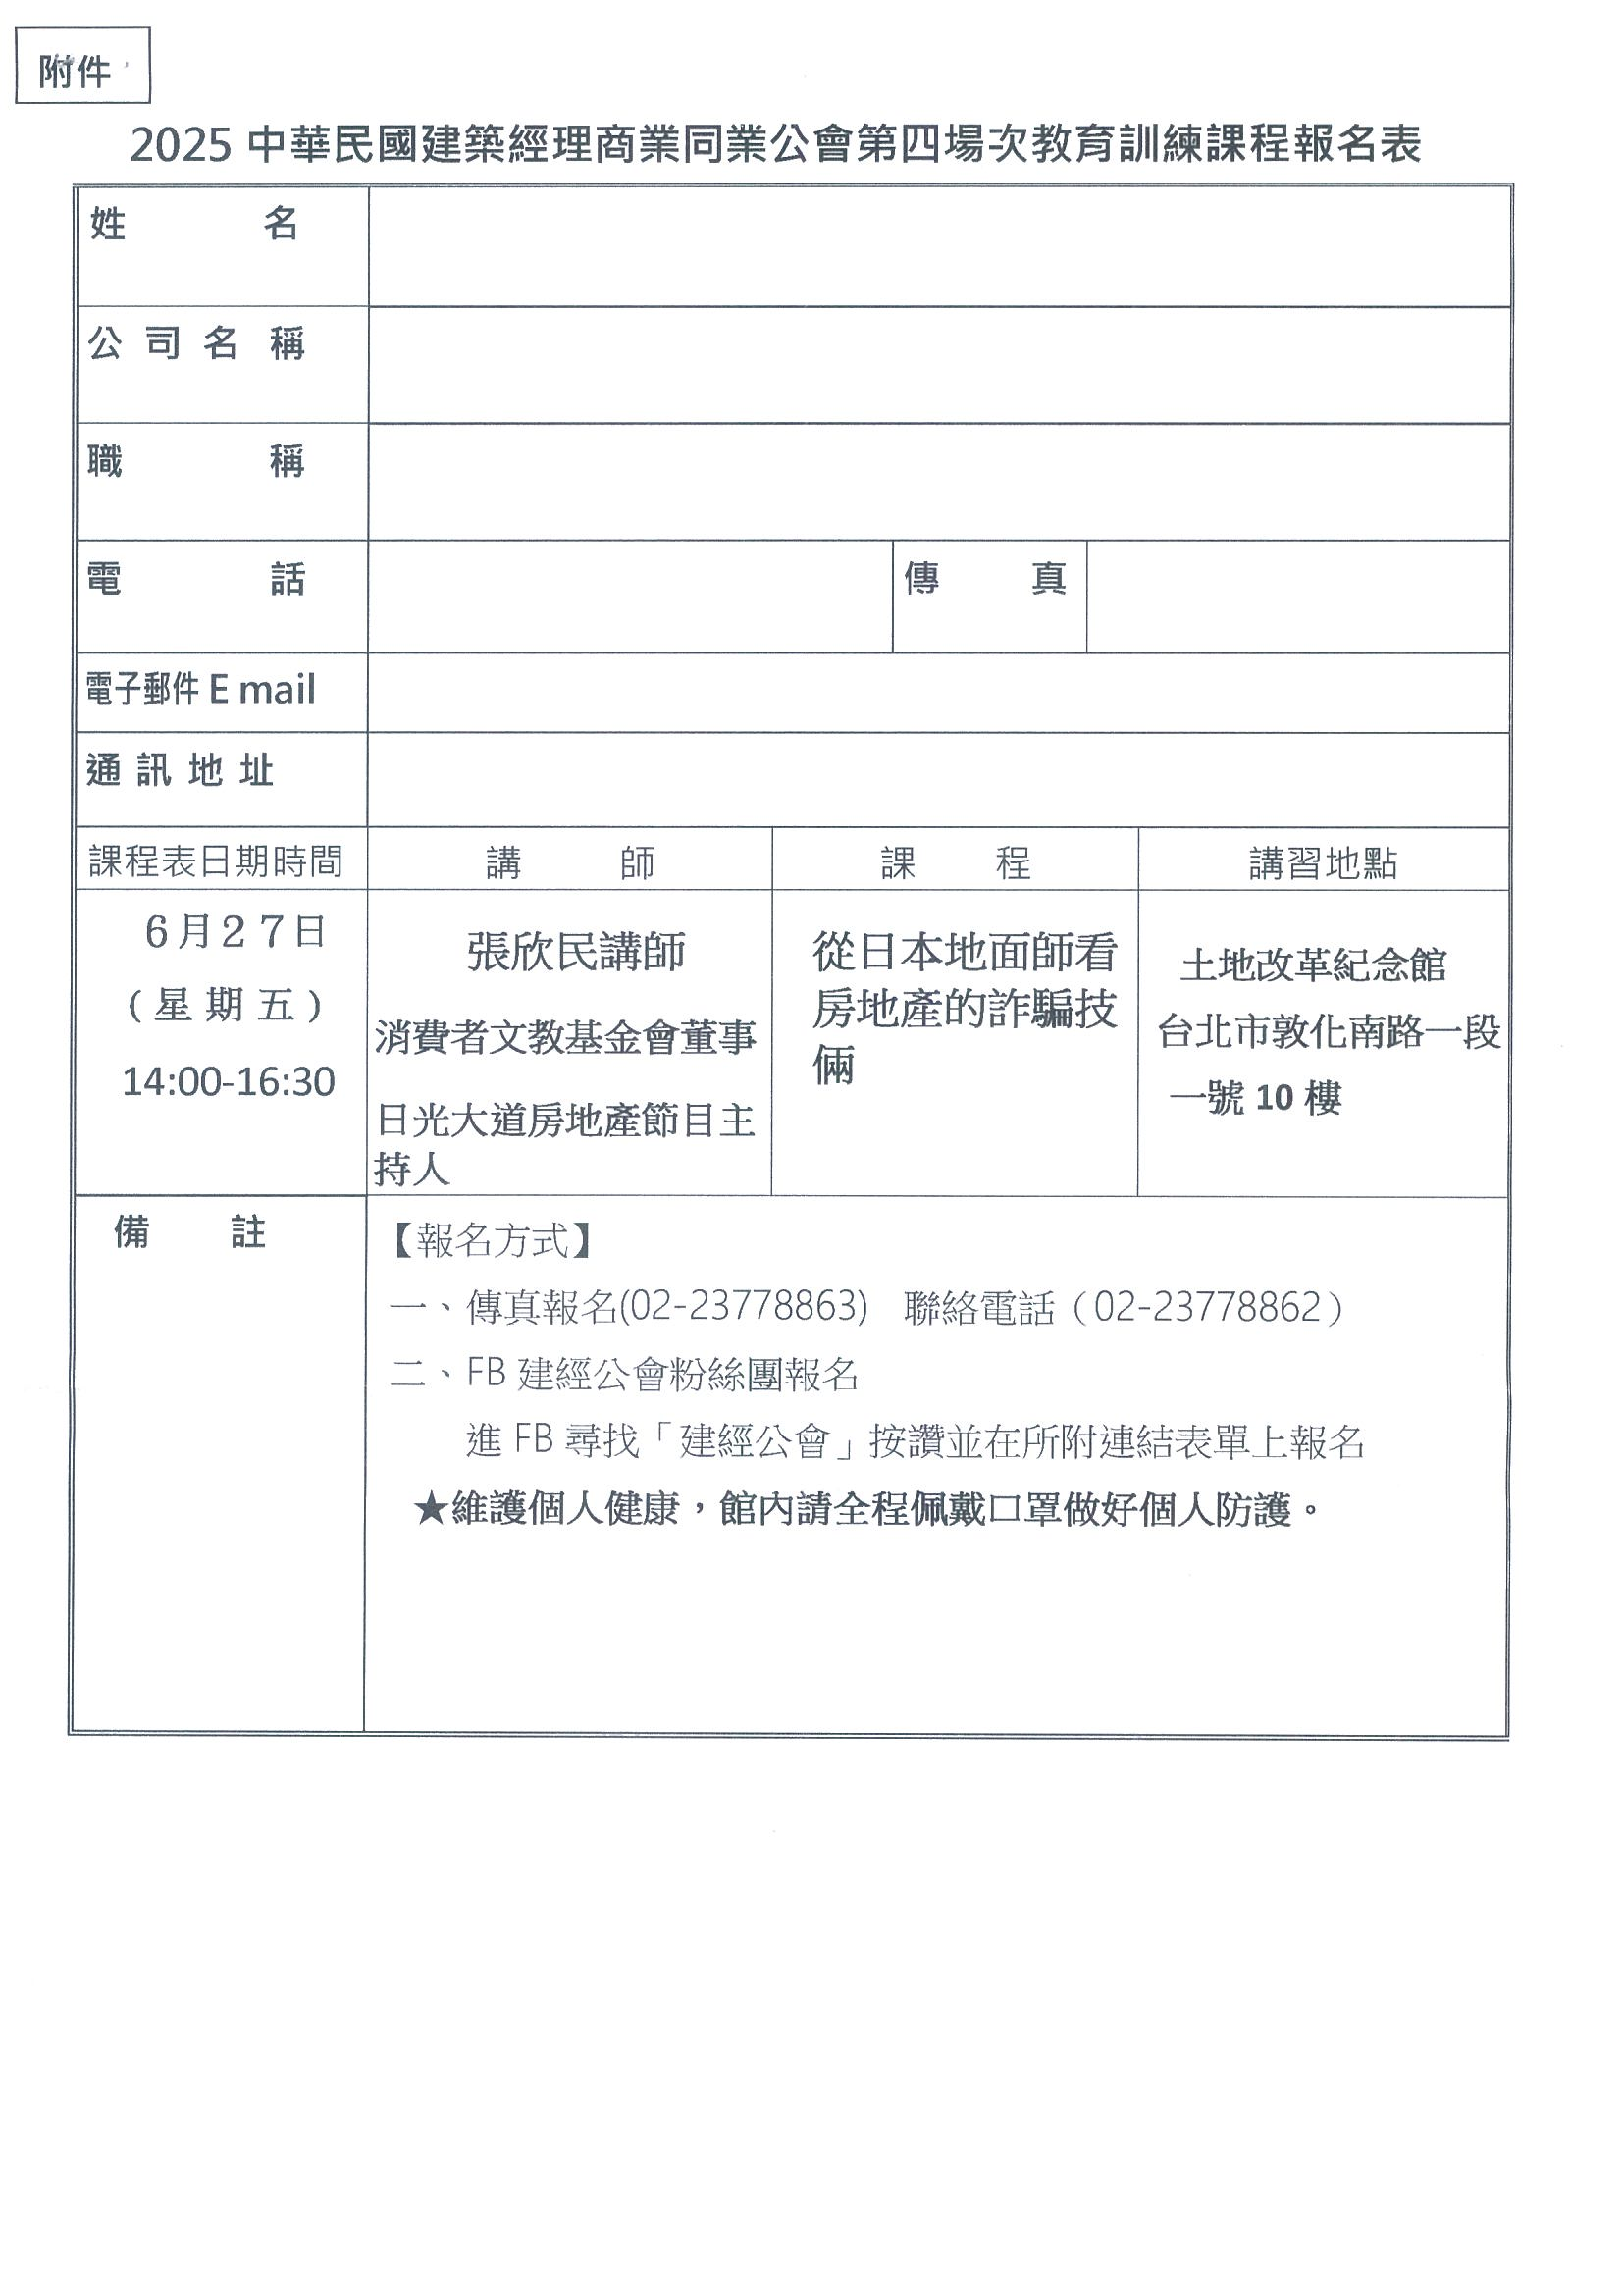 附件
2025 中華民國建築經理商業同業公會第四場次教育訓練課程報名表
姓 名
公 司 名 稱
職 稱
電 話 傳 真
電子郵件 E mail
通 訊 地 址
課程表日期時間 講 師 課 程 講習地點
6月27日
(星期五)
14:00-16:30
張欣民講師
消費者文教基金會董事
日光大道房地產節目主
持人
從日本地面師看
房地產的詐騙技
倆
土地改革紀念館
台北市敦化南路一段
一號 10 樓
備 註
【報名方式】
一、傳真報名(02-23778863) 聯絡電話（02-23778862）
二、FB 建經公會粉絲團報名
進 FB 尋找「建經公會」按讚並在所附連結表單上報名
★維護個人健康，館內請全程佩戴口罩做好個人防護。